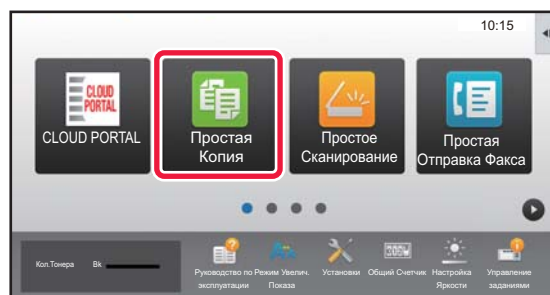 10:15
CLOUD
PORTAL
CLOUD PORTAL
Простая
Копия
Простое
Сканирование
Простая
Отправка Факса
Кол.Тонера Bk
Руководство по
эксплуатации
Режим Увелич.
Показа
Установки
Общий Счетчик
Настройка
Яркости
Управление
заданиями